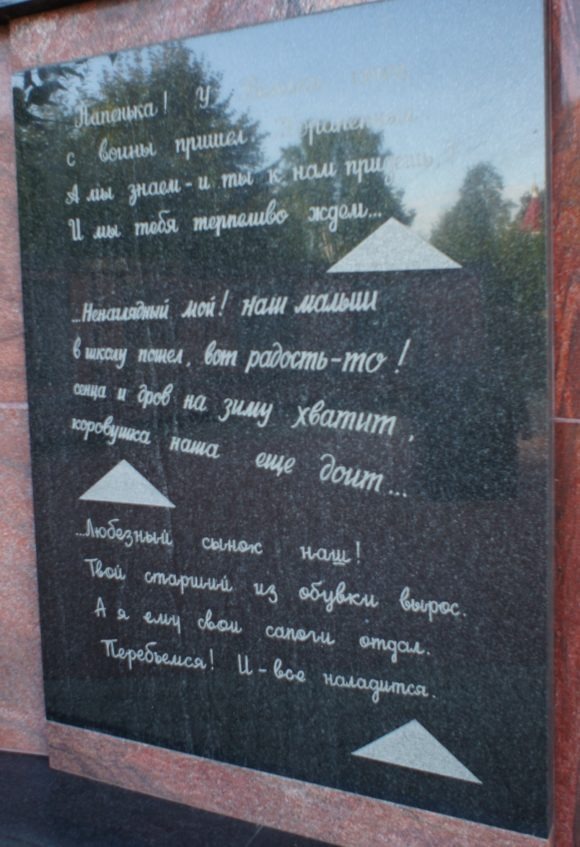 Папенька! У
с войны пришел
А мы знаем - и ты к нам придешь!
И мы тебя терпеливо ждем...
...Ненаглядный мой! Наш малыш
в школу пошел, вот радость-то!
сенца и дров на зиму хватит,
коровушка наша еще доит...
...Любезный сынок наш!
Твой старший из обувки вырос.
А я ему свои сапоги отдал.
Перебьемся! И - все наладится.